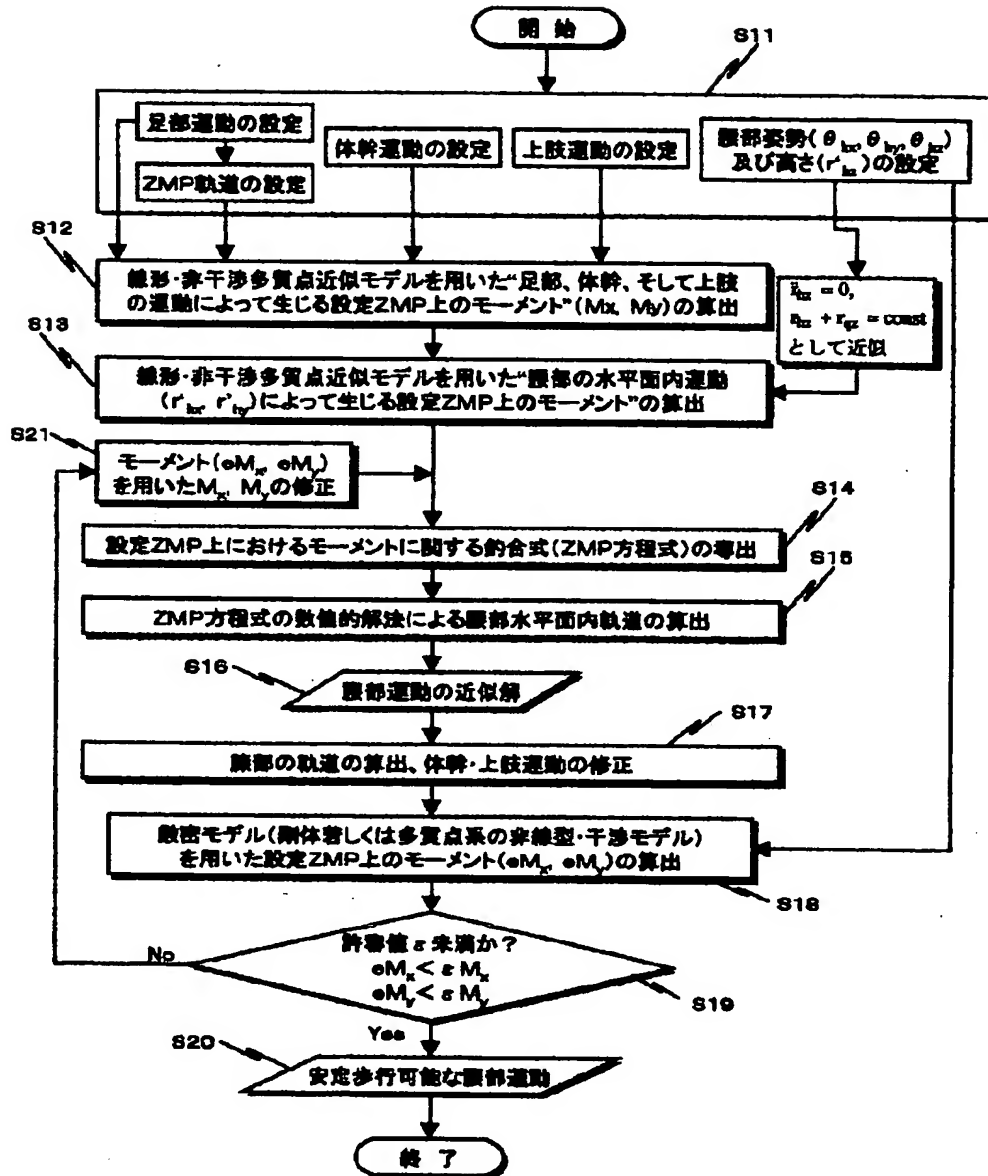 開始
S11
足部運動の設定
ZMP軌道の設定
体幹運動の設定
上肢運動の設定
腰部姿勢(θhx, θhy, θhz)
及び高さ(r'hz)の設定
S12
線形・非干渉多質点近似モデルを用いた“足部、体幹、そして上肢
の運動によって生じる設定ZMP上のモーメント”(Mx, My)の算出
= 0,
= const
として近似
S13
線形・非干渉多質点近似モデルを用いた“腰部の水平面内運動
(r'hx, r'hy)によって生じる設定ZMP上のモーメント”の算出
S21
モーメント(eMx, eMy)
を用いたMx, Myの修正
S14
設定ZMP上におけるモーメントに関する釣合式(ZMP方程式)の導出
S15
ZMP方程式の数値的解法による腰部水平面内軌道の算出
S16
腰部運動の近似解
S17
腰部の軌道の算出、体幹・上肢運動の修正
厳密モデル(剛体若しくは多質点系の非線型・干渉モデル)
を用いた設定ZMP上のモーメント(eMx, eMy)の算出
S18
許容値ε未満か?
eMx < εMx
eMy < εMy
No
S19
Yes
S20
安定歩行可能な腰部運動
終了